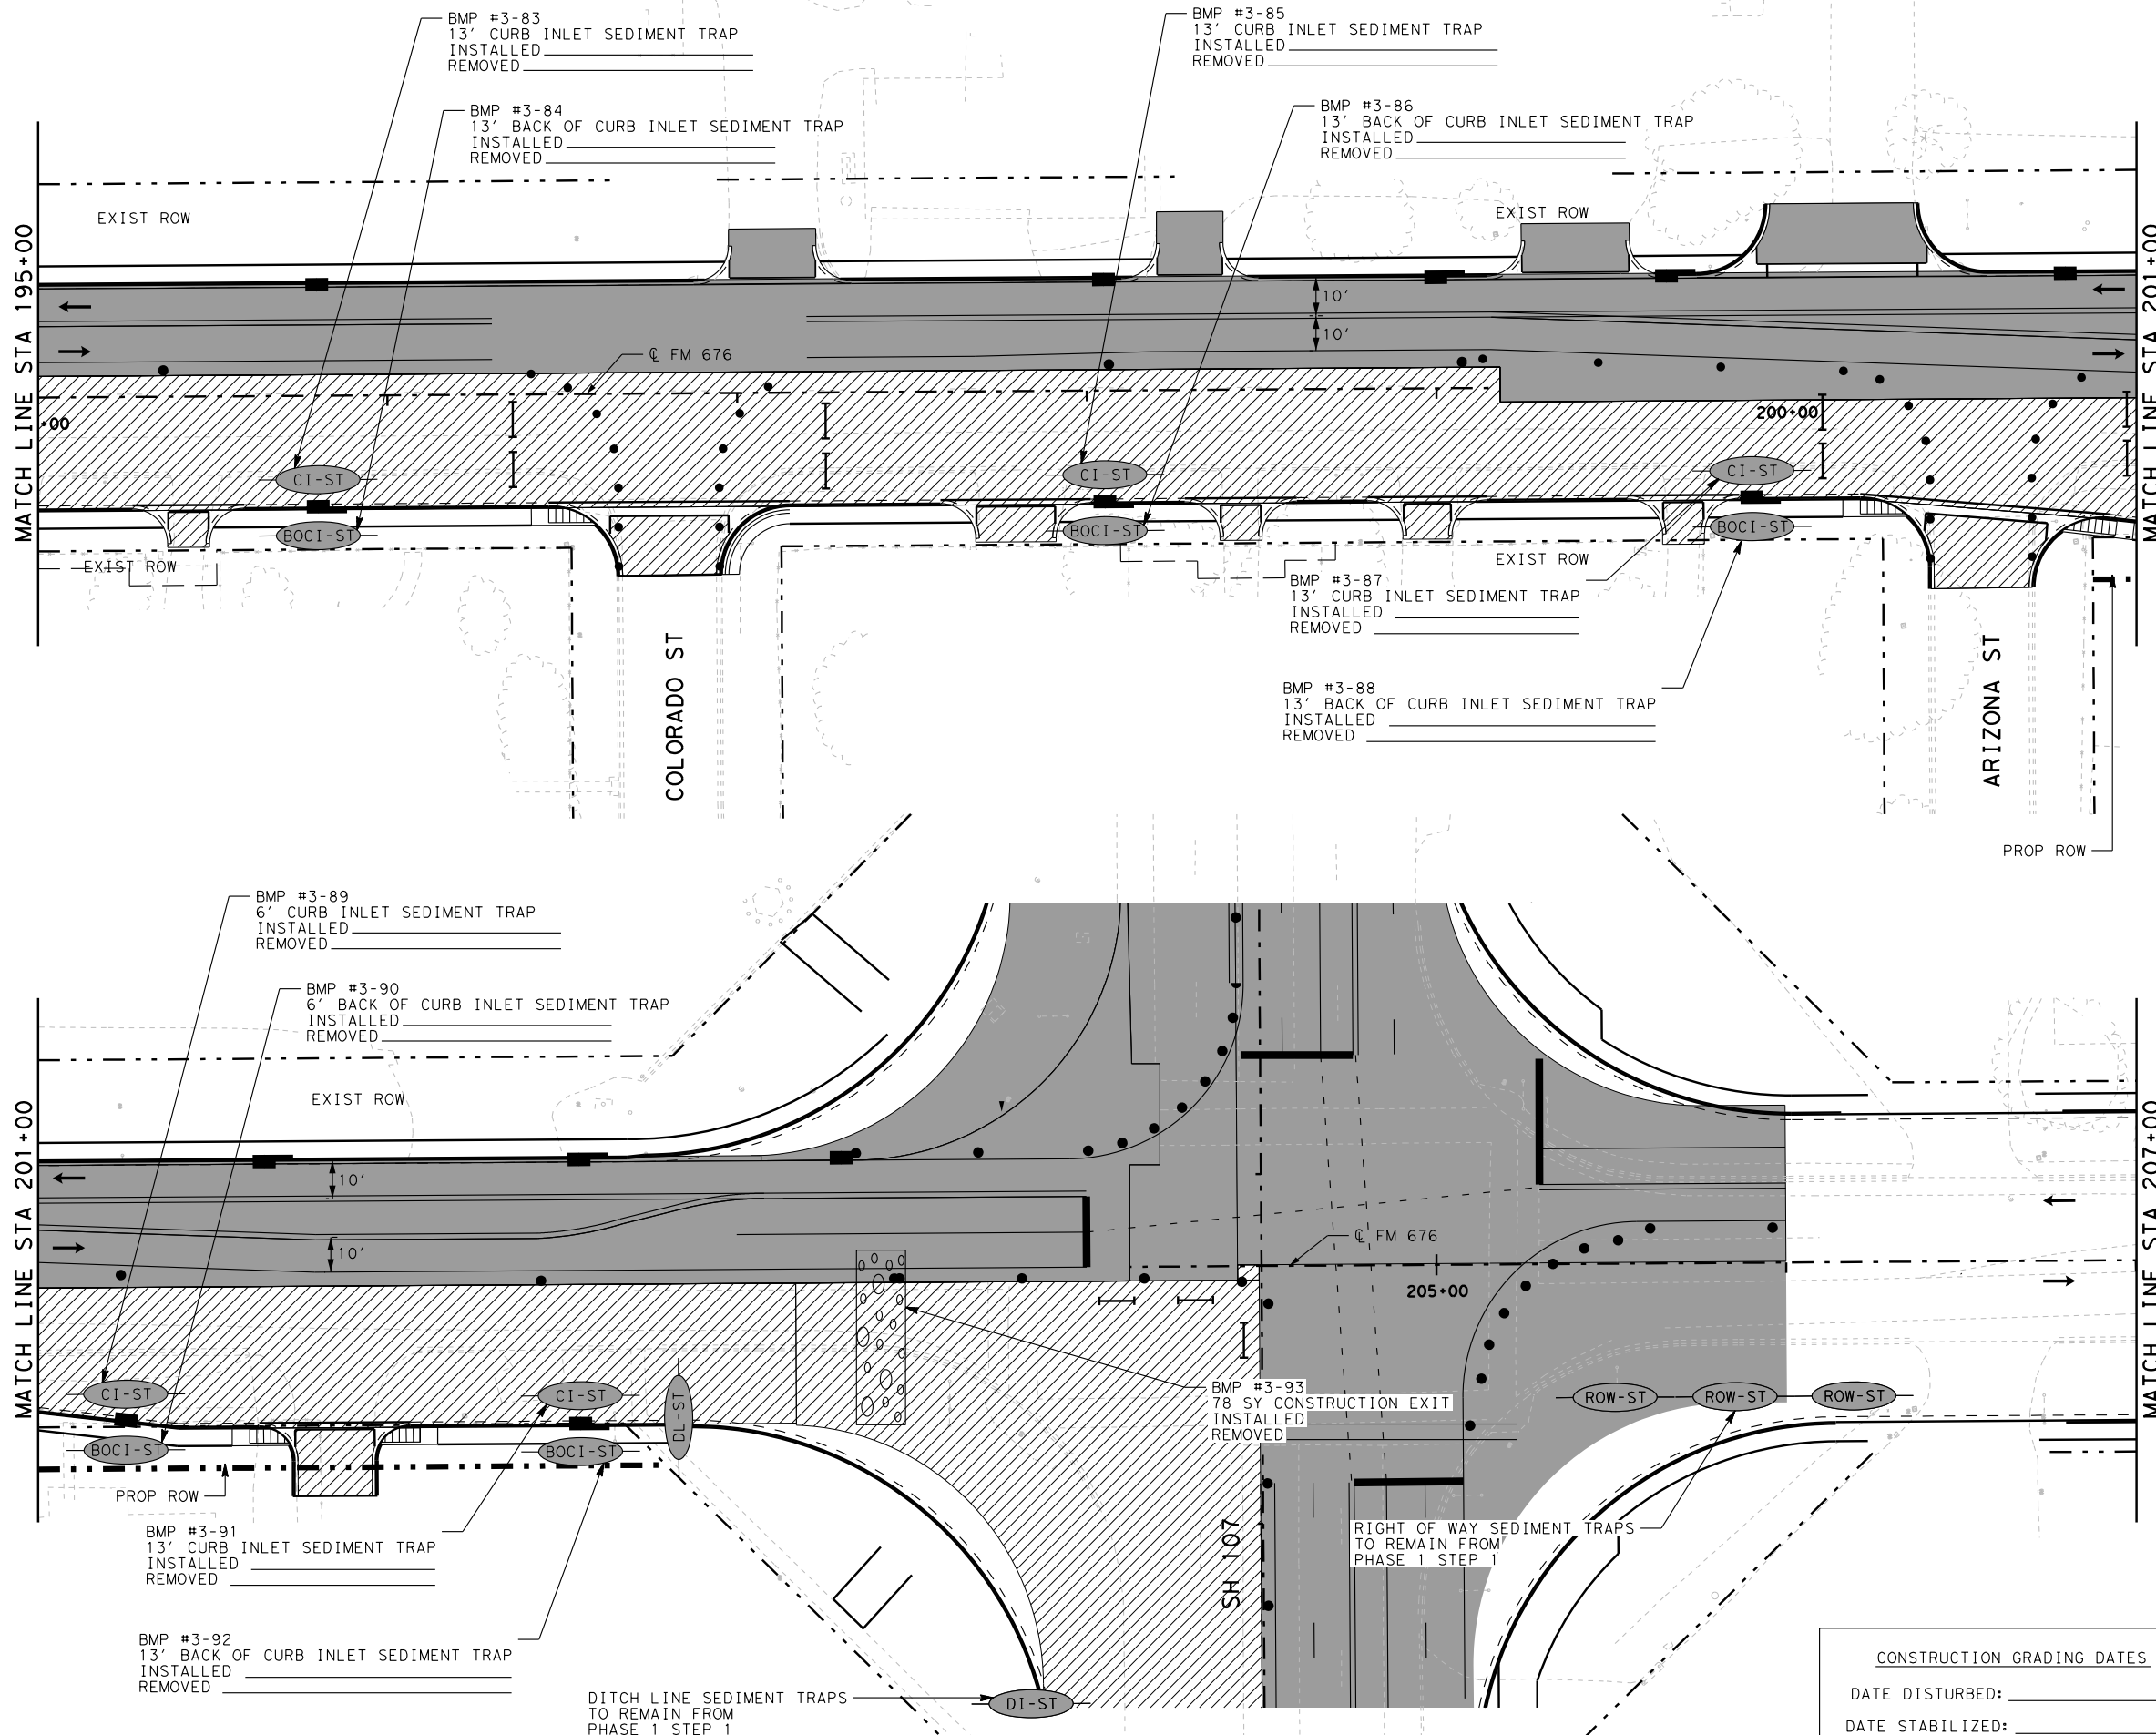 BMP #3-83
13' CURB INLET SEDIMENT TRAP
INSTALLED
REMOVED
BMP #3-84
13' BACK OF CURB INLET SEDIMENT TRAP
INSTALLED
REMOVED
BMP #3-85
13' CURB INLET SEDIMENT TRAP
INSTALLED
REMOVED
BMP #3-86
13' BACK OF CURB INLET SEDIMENT TRAP
INSTALLED
REMOVED
MATCH LINE STA 195+00
EXIST ROW
EXIST ROW
MATCH LINE STA 201+00
10'
10'
℄ FM 676
+00
200+00
CI-ST
CI-ST
CI-ST
BOCI-ST
BOCI-ST
BOCI-ST
EXIST ROW
EXIST ROW
BMP #3-87
13' CURB INLET SEDIMENT TRAP
INSTALLED
REMOVED
COLORADO ST
ARIZONA ST
BMP #3-88
13' BACK OF CURB INLET SEDIMENT TRAP
INSTALLED
REMOVED
PROP ROW
BMP #3-89
6' CURB INLET SEDIMENT TRAP
INSTALLED
REMOVED
BMP #3-90
6' BACK OF CURB INLET SEDIMENT TRAP
INSTALLED
REMOVED
MATCH LINE STA 201+00
EXIST ROW
MATCH LINE STA 207+00
10'
10'
℄ FM 676
205+00
CI-ST
CI-ST
DL-ST
BOCI-ST
BOCI-ST
BMP #3-93
78 SY CONSTRUCTION EXIT
INSTALLED
REMOVED
ROW-ST
ROW-ST
ROW-ST
PROP ROW
BMP #3-91
13' CURB INLET SEDIMENT TRAP
INSTALLED
REMOVED
SH 107
RIGHT OF WAY SEDIMENT TRAPS
TO REMAIN FROM
PHASE 1 STEP 1
BMP #3-92
13' BACK OF CURB INLET SEDIMENT TRAP
INSTALLED
REMOVED
DITCH LINE SEDIMENT TRAPS
TO REMAIN FROM
PHASE 1 STEP 1
DI-ST
CONSTRUCTION GRADING DATES
DATE DISTURBED:
DATE STABILIZED: